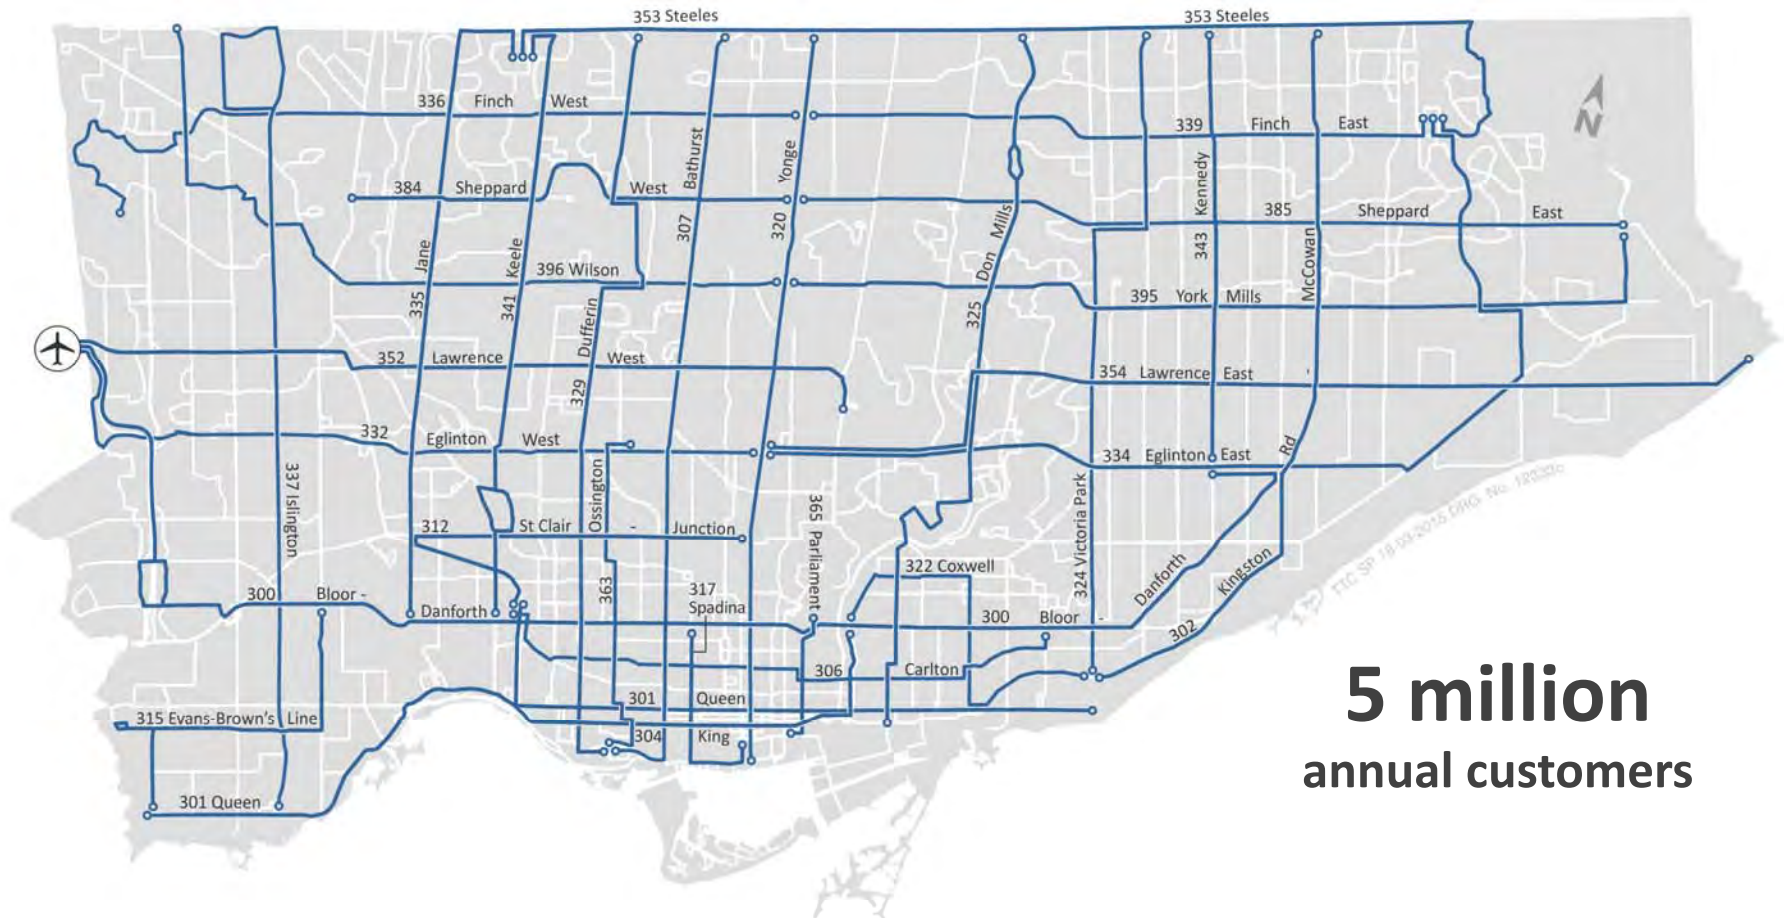 353 Steeles
353 Steeles
336 Finch West
339 Finch East
384 Sheppard West
385 Sheppard East
396 Wilson
395 York Mills
352 Lawrence West
354 Lawrence East
332 Eglinton West
334 Eglinton East
312 St Clair - Junction
322 Coxwell
300 Bloor - Danforth
300 Bloor - Danforth
317
Spadina
306 Carlton
301 Queen
304 King
302 Kingston Rd
315 Evans-Brown's Line
301 Queen
337 Islington
335 Jane
341 Keele
329 Dufferin
363 Ossington
307 Bathurst
320 Yonge
365 Parliament
325 Don Mills
324 Victoria Park
343 Kennedy
McCowan
N
5 million
annual customers